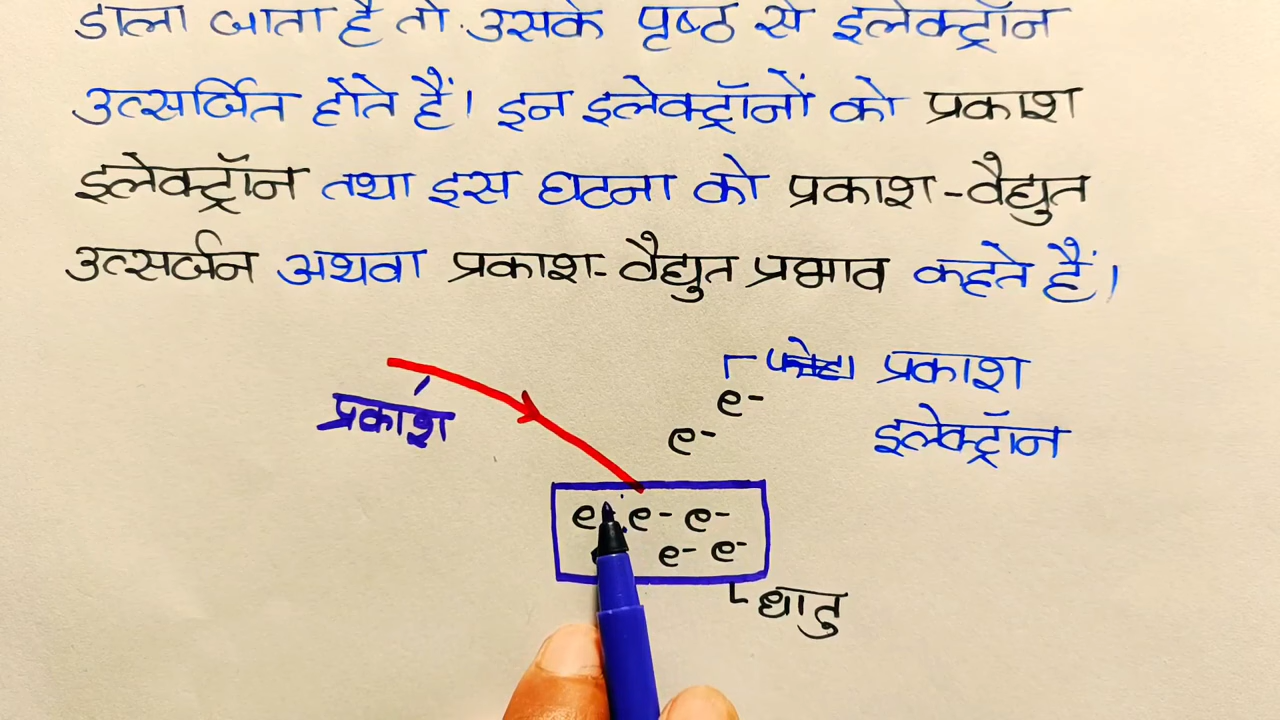 डाला जाता है तो उसके पृष्ठ से इलेक्ट्रॉन
उत्सर्जित होते हैं। इन इलेक्ट्रॉनों को प्रकाश
इलेक्ट्रॉन तथा इस घटना को प्रकाश-वैद्युत
उत्सर्जन अथवा प्रकाश-वैद्युत प्रभाव कहते हैं।
प्रकाश
प्रकाश
इलेक्ट्रॉन
e-
e-
e- e- e-
e- e-
धातु